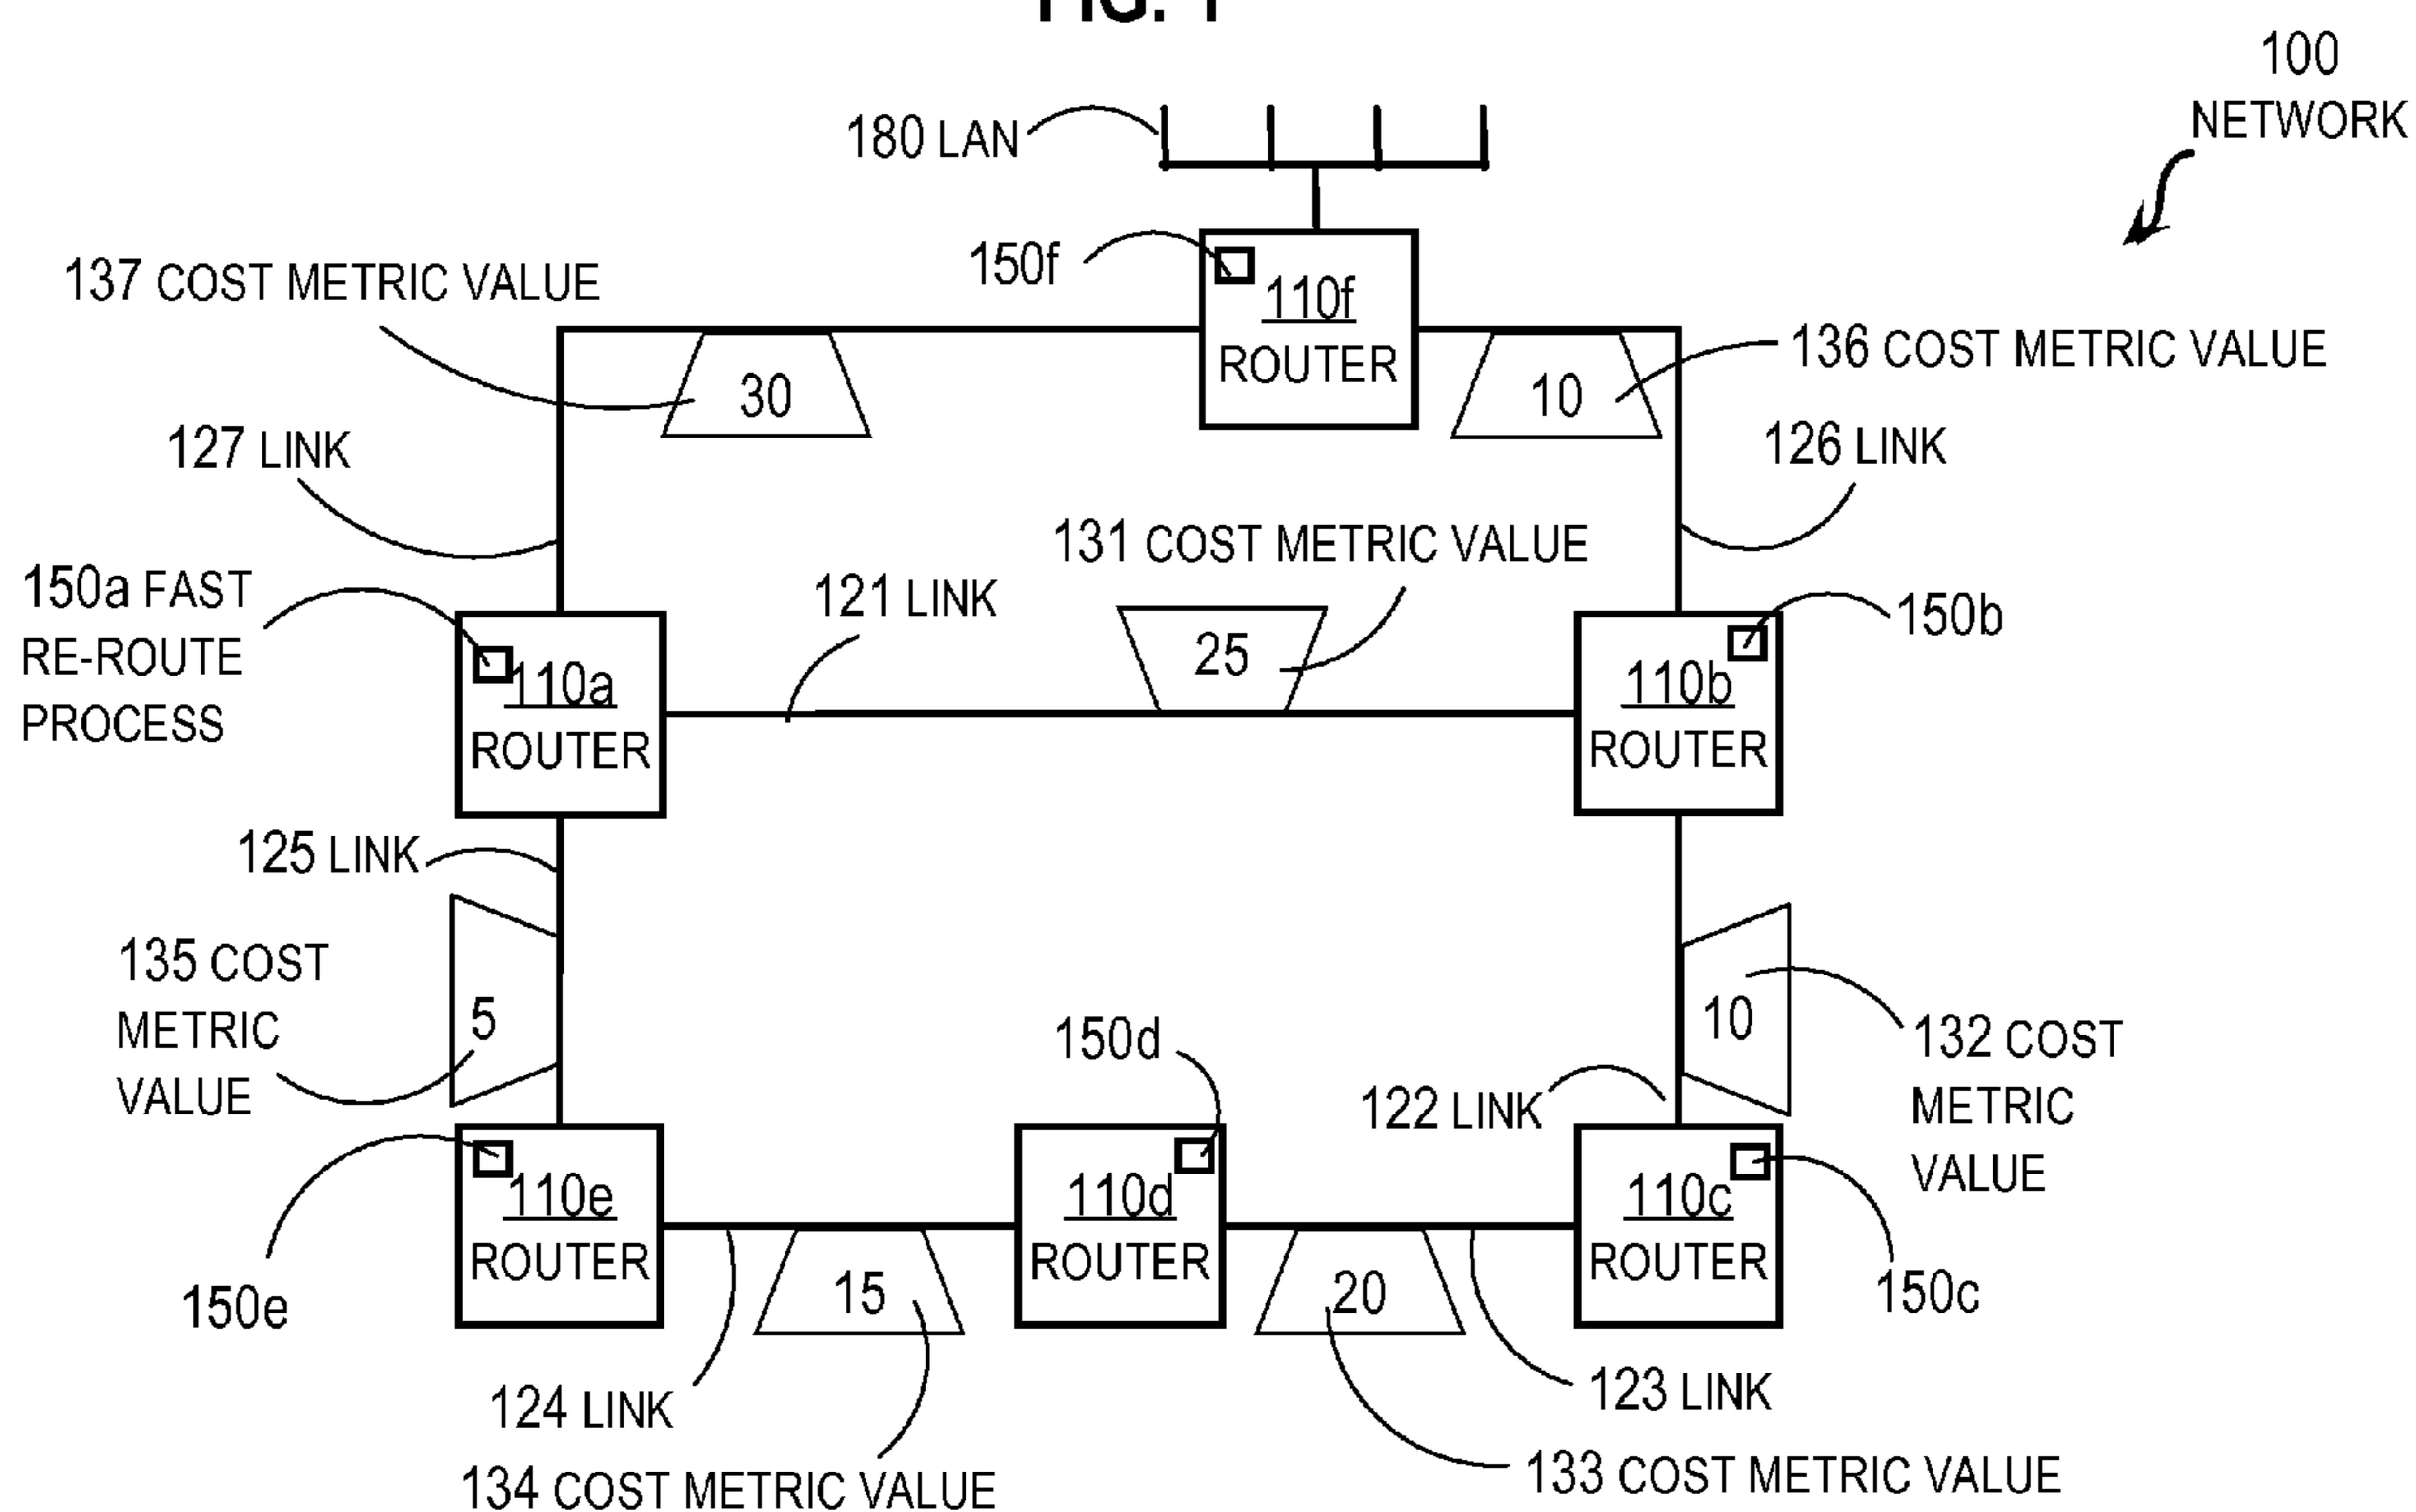 FIG. 1
100
NETWORK
180 LAN
150f
110f
ROUTER
137 COST METRIC VALUE
30
10
136 COST METRIC VALUE
127 LINK
126 LINK
131 COST METRIC VALUE
150a FAST
RE-ROUTE
PROCESS
121 LINK
25
150b
110a
ROUTER
110b
ROUTER
125 LINK
135 COST
METRIC
VALUE
5
10
132 COST
METRIC
VALUE
150d
122 LINK
110e
ROUTER
110d
ROUTER
110c
ROUTER
150e
15
20
150c
124 LINK
123 LINK
134 COST METRIC VALUE
133 COST METRIC VALUE